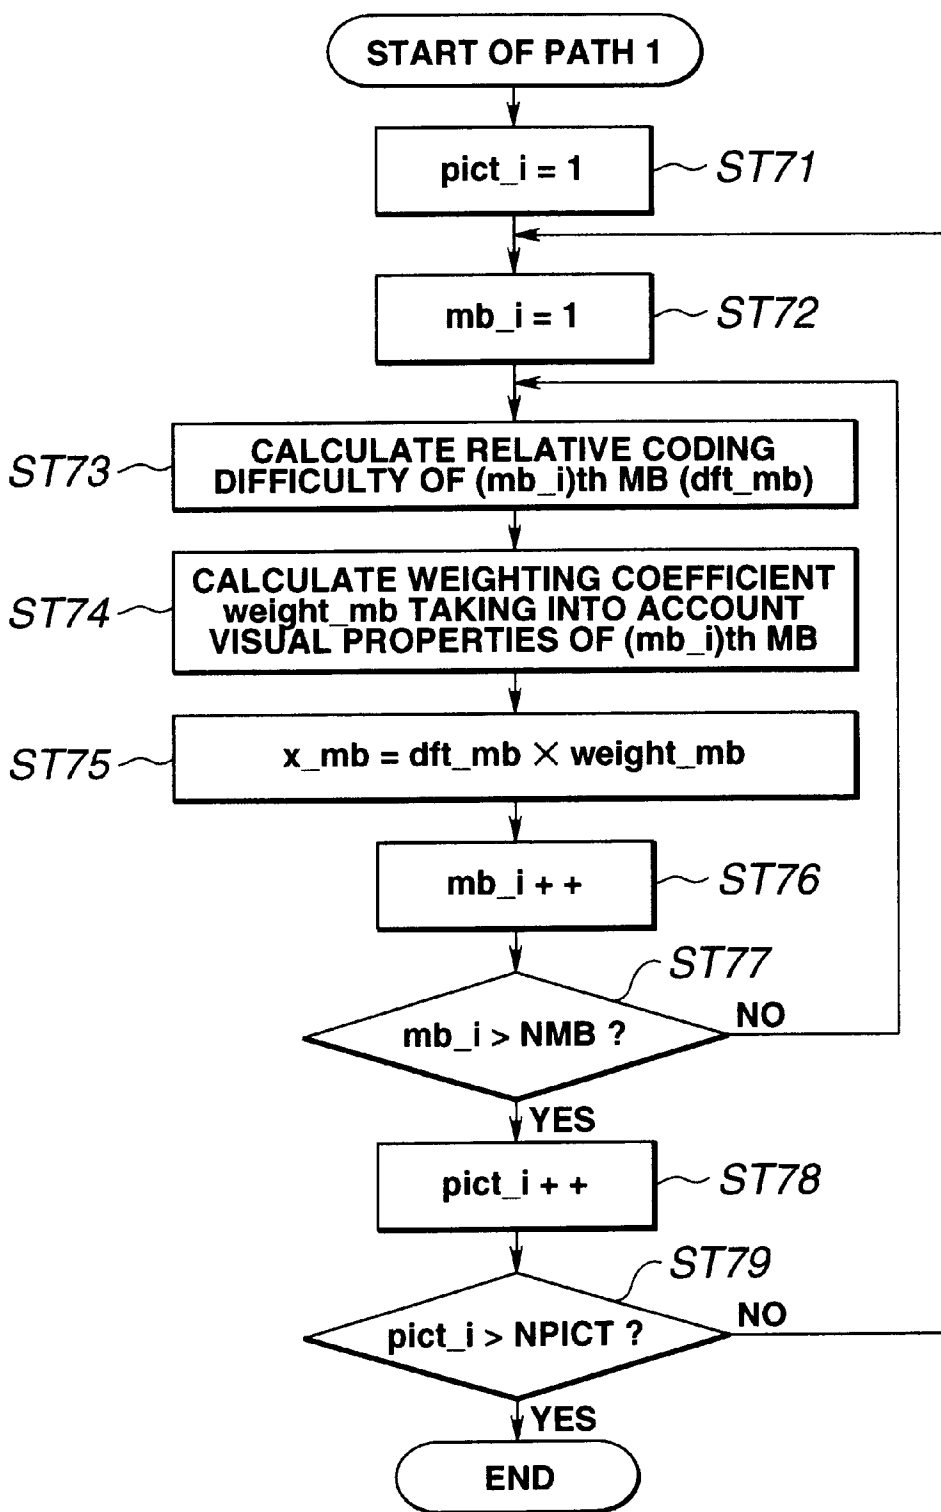 START OF PATH 1
pict_i = 1
ST71
mb_i = 1
ST72
ST73
CALCULATE RELATIVE CODING
DIFFICULTY OF (mb_i)th MB (dft_mb)
ST74
CALCULATE WEIGHTING COEFFICIENT
weight_mb TAKING INTO ACCOUNT
VISUAL PROPERTIES OF (mb_i)th MB
ST75
x_mb = dft_mb × weight_mb
mb_i + +
ST76
ST77
mb_i > NMB ?
NO
YES
pict_i + +
ST78
ST79
pict_i > NPICT ?
NO
YES
END